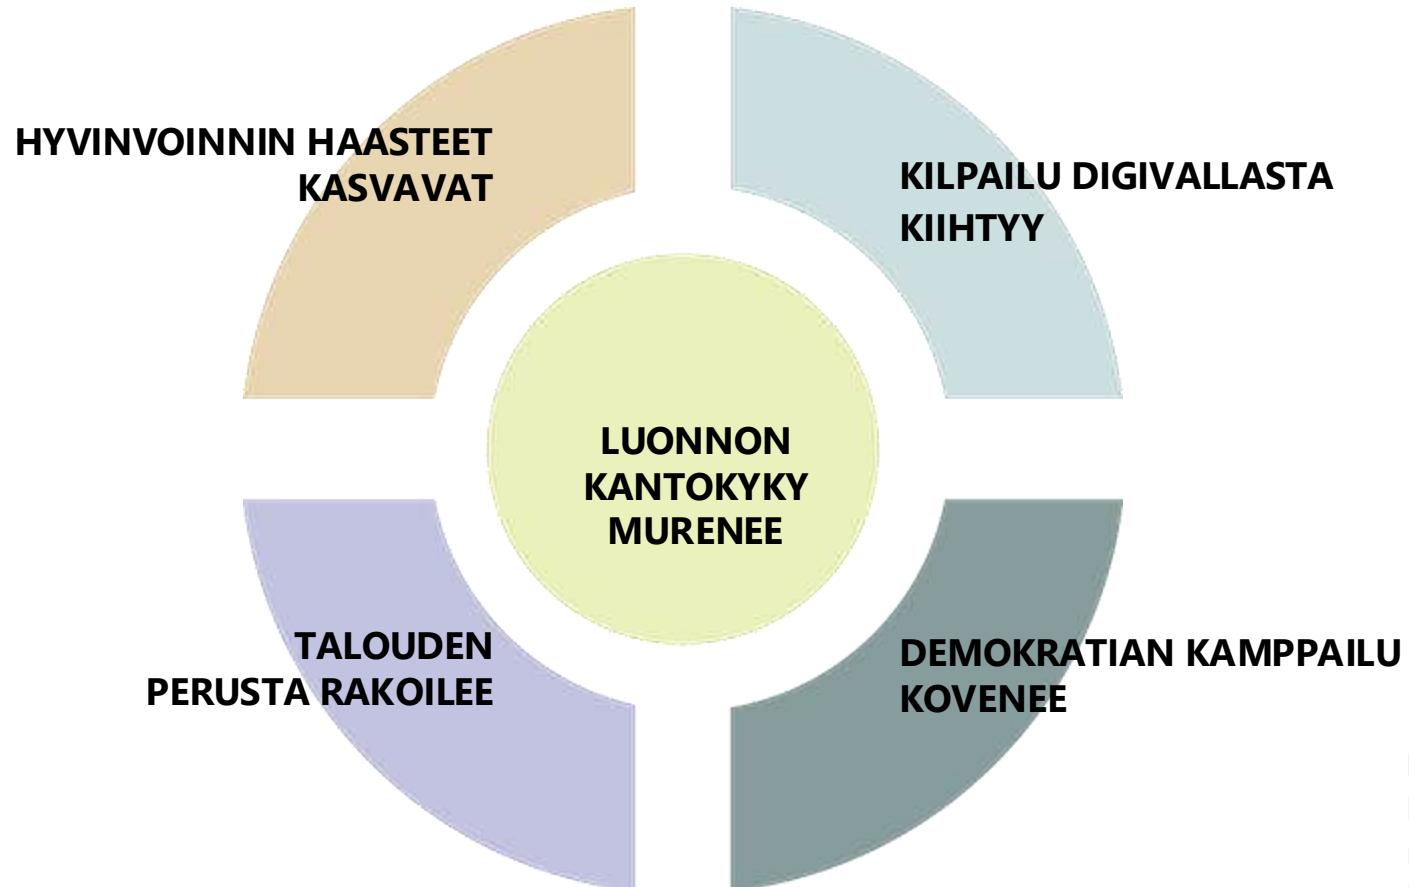 HYVINVOINNIN HAASTEET
KASVAVAT
KILPAILU DIGIVALLASTA
KIIHTYY
LUONNON
KANTOKYKY
MURENEE
TALOUDEN
PERUSTA RAKOILEE
DEMOKRATIAN KAMPPAILU
KOVENEE